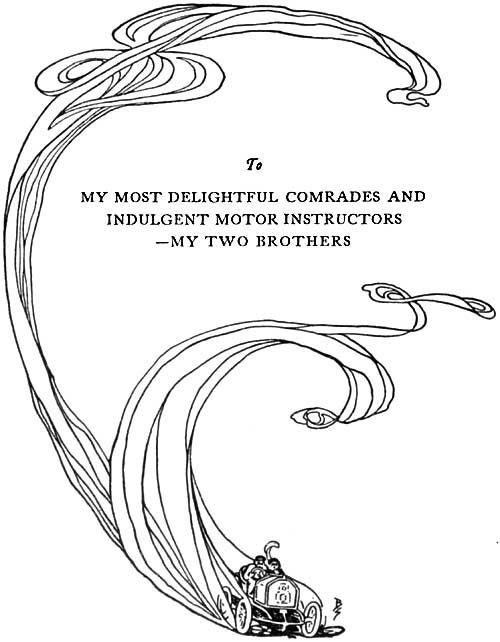 To
MY MOST DELIGHTFUL COMRADES AND
INDULGENT MOTOR INSTRUCTORS
—MY TWO BROTHERS